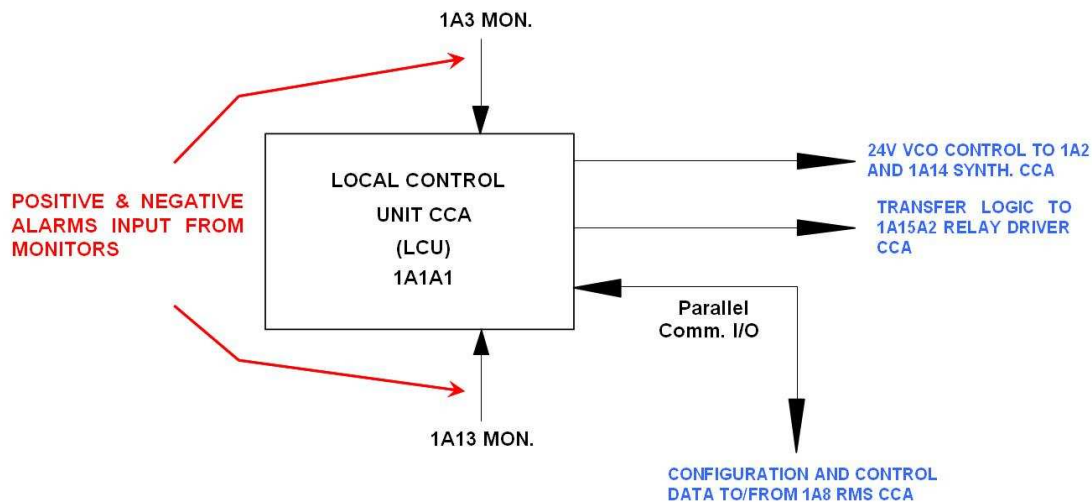 1A3 MON.
POSITIVE & NEGATIVE
ALARMS INPUT FROM
MONITORS
LOCAL CONTROL
UNIT CCA
(LCU)
1A1A1
24V VCO CONTROL TO 1A2
AND 1A14 SYNTH. CCA
TRANSFER LOGIC TO
1A15A2 RELAY DRIVER
CCA
Parallel
Comm. I/O
1A13 MON.
CONFIGURATION AND CONTROL
DATA TO/FROM 1A8 RMS CCA